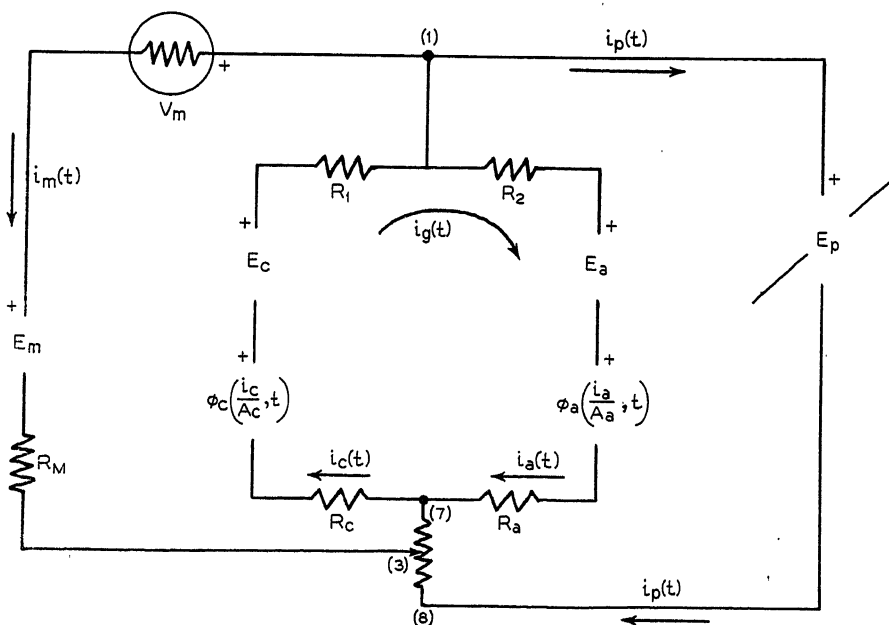 (1)
i_p(t)
+
V_m
i_m(t)
R_1
R_2
+
+
+
i_g(t)
E_c
E_a
E_p
+
E_m
+
+
ϕ_c(i_c/A_c, t)
ϕ_a(i_a/A_a, t)
R_M
i_c(t)
i_a(t)
(7)
R_c
R_a
(3)
i_p(t)
(8)